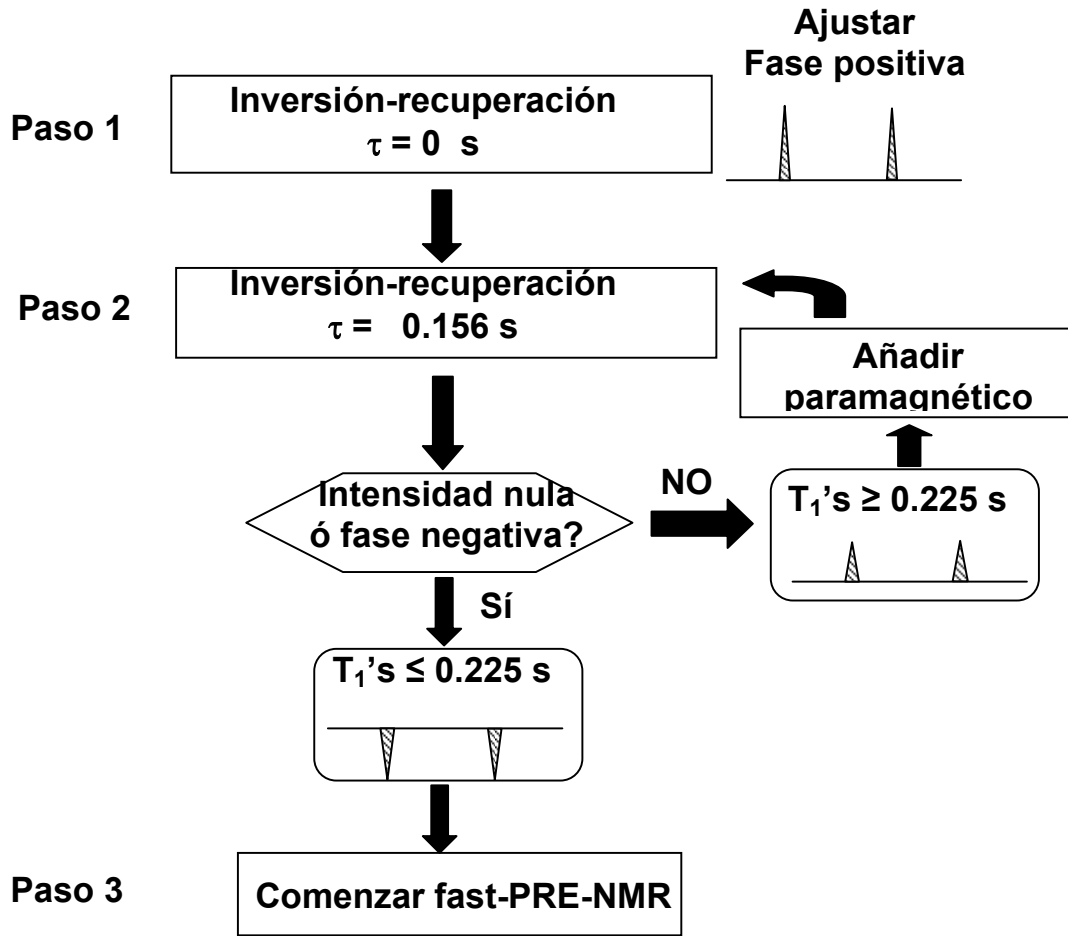 Ajustar
Fase positiva
Paso 1
Inversión-recuperación
τ = 0 s
Paso 2
Inversión-recuperación
τ = 0.156 s
Añadir
paramagnético
Intensidad nula
ó fase negativa?
NO
T₁’s ≥ 0.225 s
Sí
T₁’s ≤ 0.225 s
Paso 3
Comenzar fast-PRE-NMR